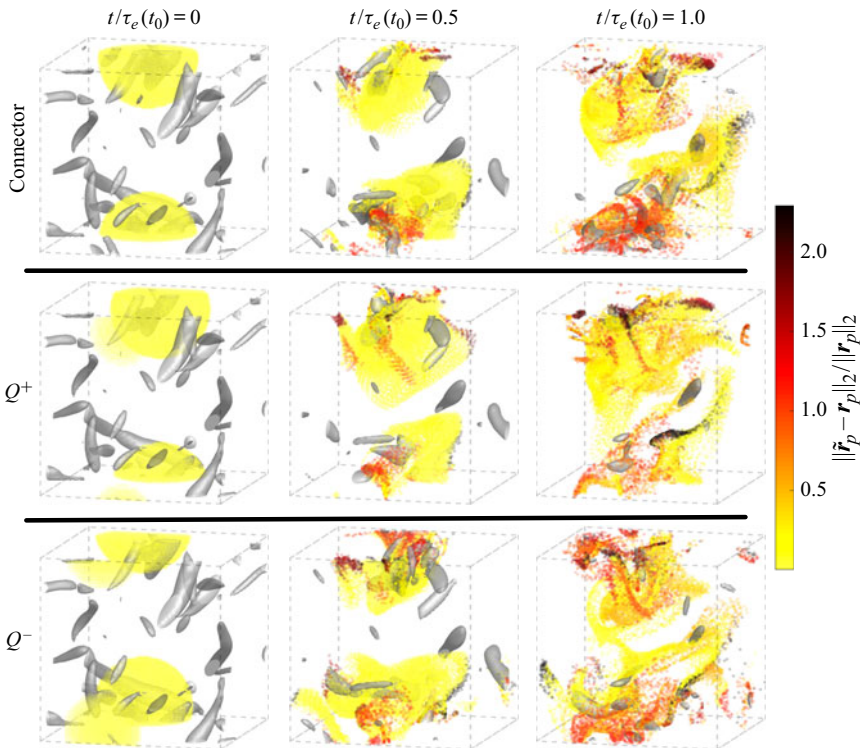 t/τₑ(t₀) = 0 t/τₑ(t₀) = 0.5 t/τₑ(t₀) = 1.0
Connector
Q⁺
Q⁻
2.0
1.5
1.0
0.5
||r̃ₚ − rₚ||₂/||rₚ||₂